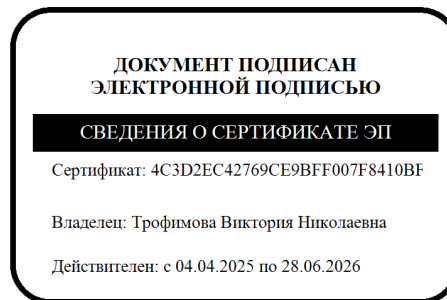 ДОКУМЕНТ ПОДПИСАН
ЭЛЕКТРОННОЙ ПОДПИСЬЮ
СВЕДЕНИЯ О СЕРТИФИКАТЕ ЭП
Сертификат: 4C3D2EC42769CE9BFF007F8410BF
Владелец: Трофимова Виктория Николаевна
Действителен: с 04.04.2025 по 28.06.2026